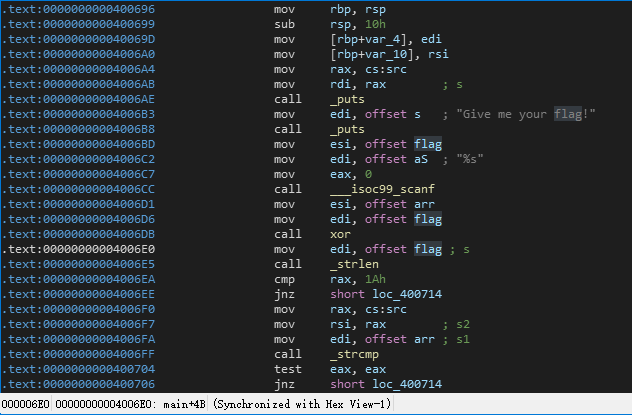 .text:0000000000400696 mov rbp, rsp
.text:0000000000400699 sub rsp, 10h
.text:000000000040069D mov [rbp+var_4], edi
.text:00000000004006A0 mov [rbp+var_10], rsi
.text:00000000004006A4 mov rax, cs:src
.text:00000000004006AB mov rdi, rax ; s
.text:00000000004006AE call _puts
.text:00000000004006B3 mov edi, offset s ; "Give me your flag!"
.text:00000000004006B8 call _puts
.text:00000000004006BD mov esi, offset flag
.text:00000000004006C2 mov edi, offset aS ; "%s"
.text:00000000004006C7 mov eax, 0
.text:00000000004006CC call ___isoc99_scanf
.text:00000000004006D1 mov esi, offset arr
.text:00000000004006D6 mov edi, offset flag
.text:00000000004006DB call xor
.text:00000000004006E0 mov edi, offset flag ; s
.text:00000000004006E5 call _strlen
.text:00000000004006EA cmp rax, 1Ah
.text:00000000004006EE jnz short loc_400714
.text:00000000004006F0 mov rax, cs:src
.text:00000000004006F7 mov rsi, rax ; s2
.text:00000000004006FA mov edi, offset arr ; s1
.text:00000000004006FF call _strcmp
.text:0000000000400704 test eax, eax
.text:0000000000400706 jnz short loc_400714
000006E0 00000000004006E0: main+4B (Synchronized with Hex View-1)